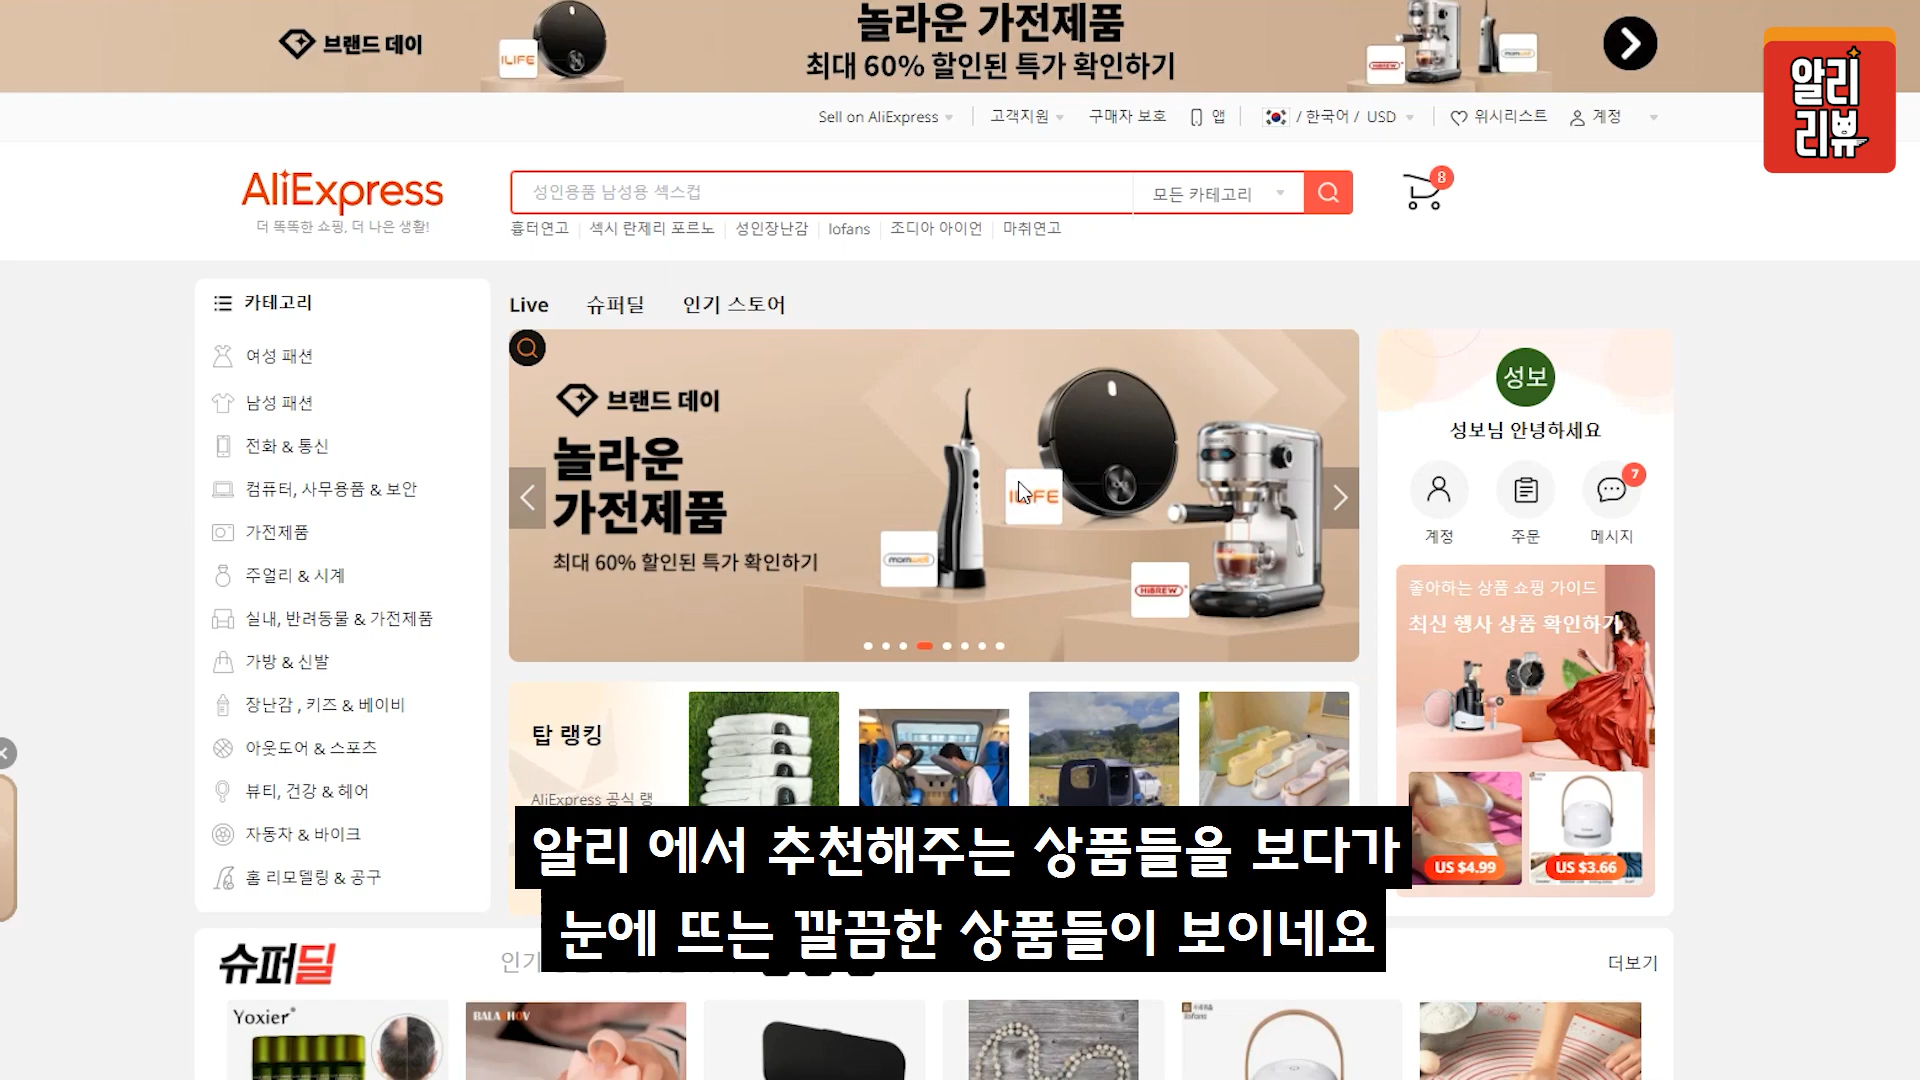 브랜드 데이
ILIFE
놀라운 가전제품
최대 60% 할인된 특가 확인하기
HiBREW
알리
리뷰
Sell on AliExpress
고객지원
구매자 보호
앱
/ 한국어 / USD
위시리스트
계정
AliExpress
더 똑똑한 쇼핑, 더 나은 생활!
성인용품 남성용 섹스컵
모든 카테고리
8
흉터연고
섹시 란제리 포르노
성인장난감
lofans
조디아 아이언
마취연고
카테고리
여성 패션
남성 패션
전화 & 통신
컴퓨터, 사무용품 & 보안
가전제품
주얼리 & 시계
실내, 반려동물 & 가전제품
가방 & 신발
장난감 , 키즈 & 베이비
아웃도어 & 스포츠
뷰티, 건강 & 헤어
자동차 & 바이크
홈 리모델링 & 공구
Live
슈퍼딜
인기 스토어
브랜드 데이
놀라운
가전제품
최대 60% 할인된 특가 확인하기
ILIFE
mornwell
HiBREW
성보
성보님 안녕하세요
7
계정
주문
메시지
좋아하는 상품 쇼핑 가이드
최신 행사 상품 확인하기
US $4.99
US $3.66
탑 랭킹
AliExpress 공식 랭
알리 에서 추천해주는 상품들을 보다가
눈에 뜨는 깔끔한 상품들이 보이네요
슈퍼딜
인기
더보기
Yoxier
lofans